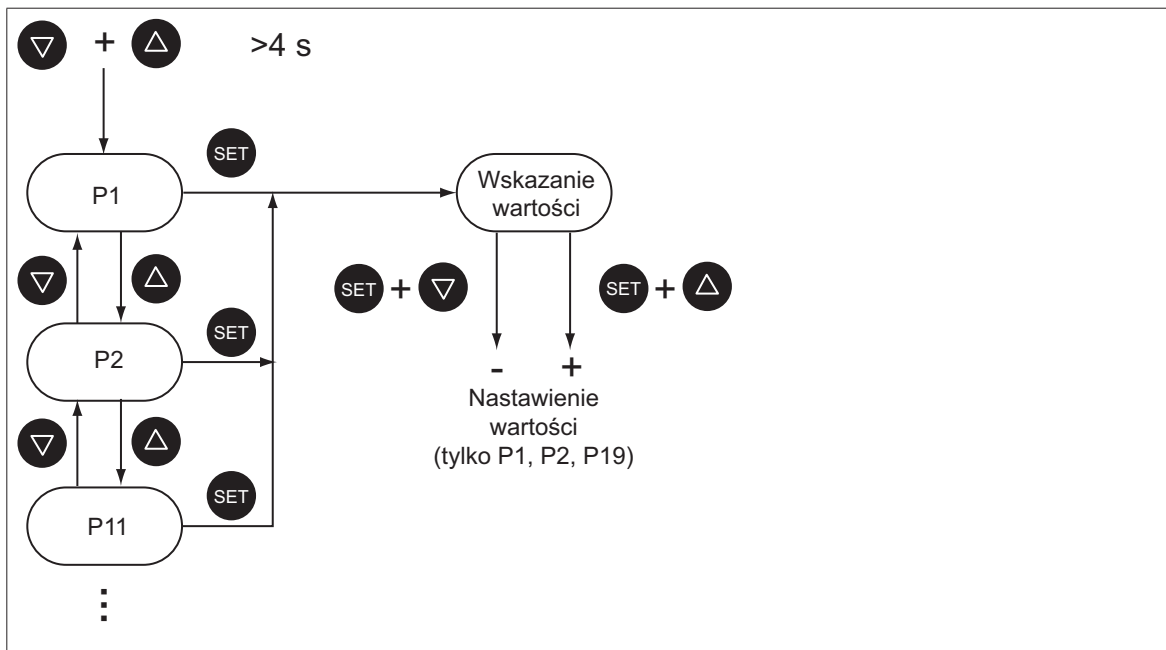 + >4 s
SET
P1
Wskazanie
wartości
SET + SET +
SET
P2
- +
Nastawienie
wartości
(tylko P1, P2, P19)
SET
P11
⋮